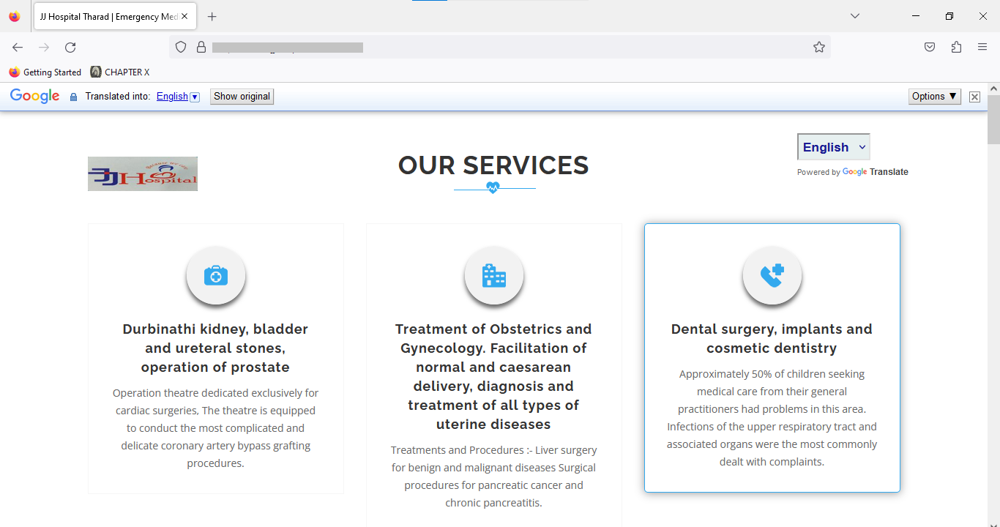 JJ Hospital Tharad | Emergency Med
Getting Started
CHAPTER X
Google
Translated into:
English
Show original
Options ▼
English
Powered by Google Translate
Because we care
JJ Hospital
OUR SERVICES
Durbinathi kidney, bladder
and ureteral stones,
operation of prostate
Operation theatre dedicated exclusively for
cardiac surgeries, The theatre is equipped
to conduct the most complicated and
delicate coronary artery bypass grafting
procedures.
Treatment of Obstetrics and
Gynecology. Facilitation of
normal and caesarean
delivery, diagnosis and
treatment of all types of
uterine diseases
Treatments and Procedures :- Liver surgery
for benign and malignant diseases Surgical
procedures for pancreatic cancer and
chronic pancreatitis.
Dental surgery, implants and
cosmetic dentistry
Approximately 50% of children seeking
medical care from their general
practitioners had problems in this area.
Infections of the upper respiratory tract and
associated organs were the most commonly
dealt with complaints.